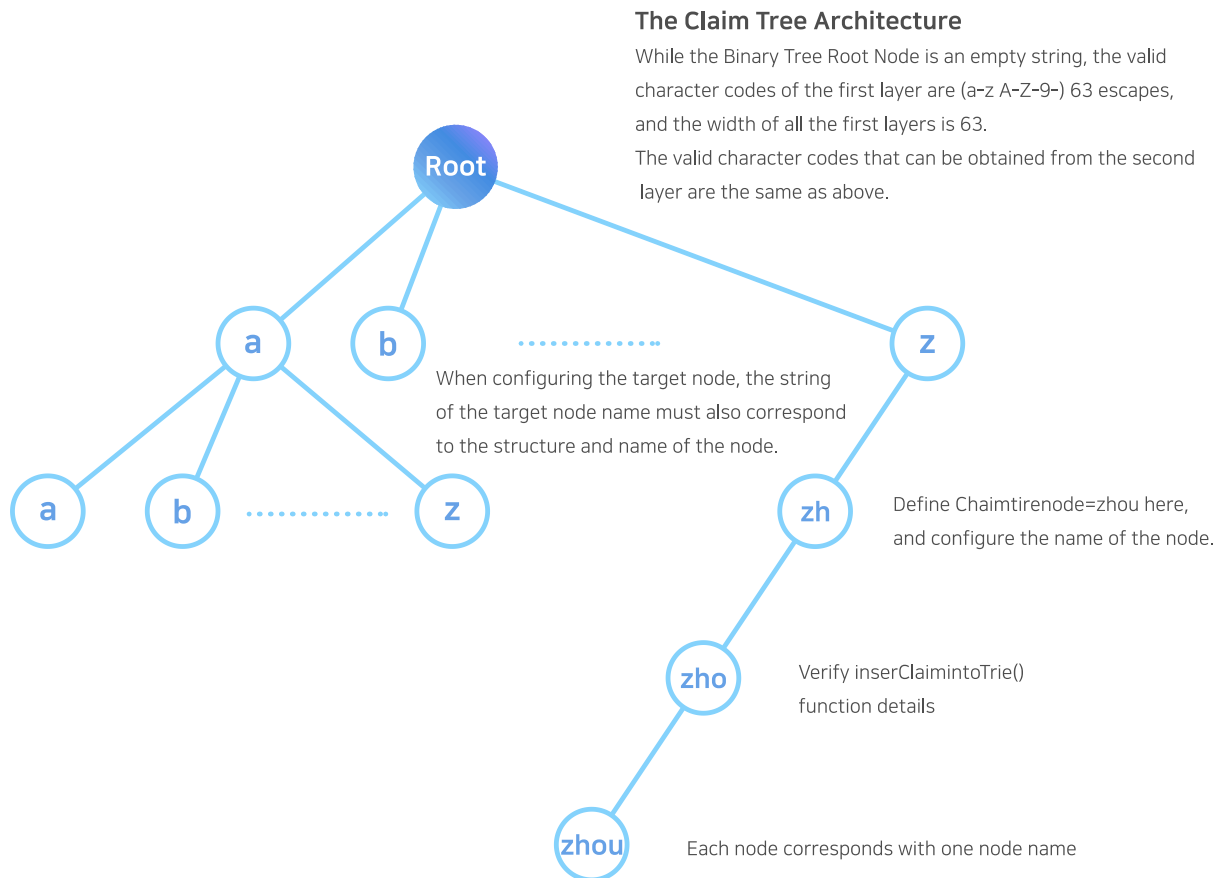 The Claim Tree Architecture
While the Binary Tree Root Node is an empty string, the valid
character codes of the first layer are (a-z A-Z-9-) 63 escapes,
and the width of all the first layers is 63.
The valid character codes that can be obtained from the second
layer are the same as above.
Root
a
b
z
When configuring the target node, the string
of the target node name must also correspond
to the structure and name of the node.
a
b
z
zh
Define Chaimtirenode=zhou here,
and configure the name of the node.
zho
Verify inserClaimintoTrie()
function details
zhou
Each node corresponds with one node name